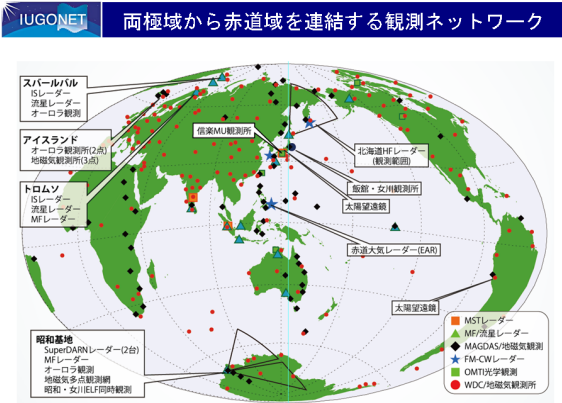 IUGONET
両極域から赤道域を連結する観測ネットワーク
スバールバル
ISレーダー
流星レーダー
オーロラ観測
アイスランド
オーロラ観測(2点)
地磁気観測所(3点)
トロムソ
ISレーダー
流星レーダー
MFレーダー
信楽MU観測所
北海道HFレーダー
(観測範囲)
飯舘・女川観測所
太陽望遠鏡
赤道大気レーダー(EAR)
太陽望遠鏡
昭和基地
SuperDARNレーダー(2台)
MFレーダー
オーロラ観測
地磁気多点観測網
昭和・女川ELF同時観測
MSTレーダー
MF/流星レーダー
MAGDAS/地磁気観測
FM-CWレーダー
OMTI光学観測
WDC/地磁気観測所